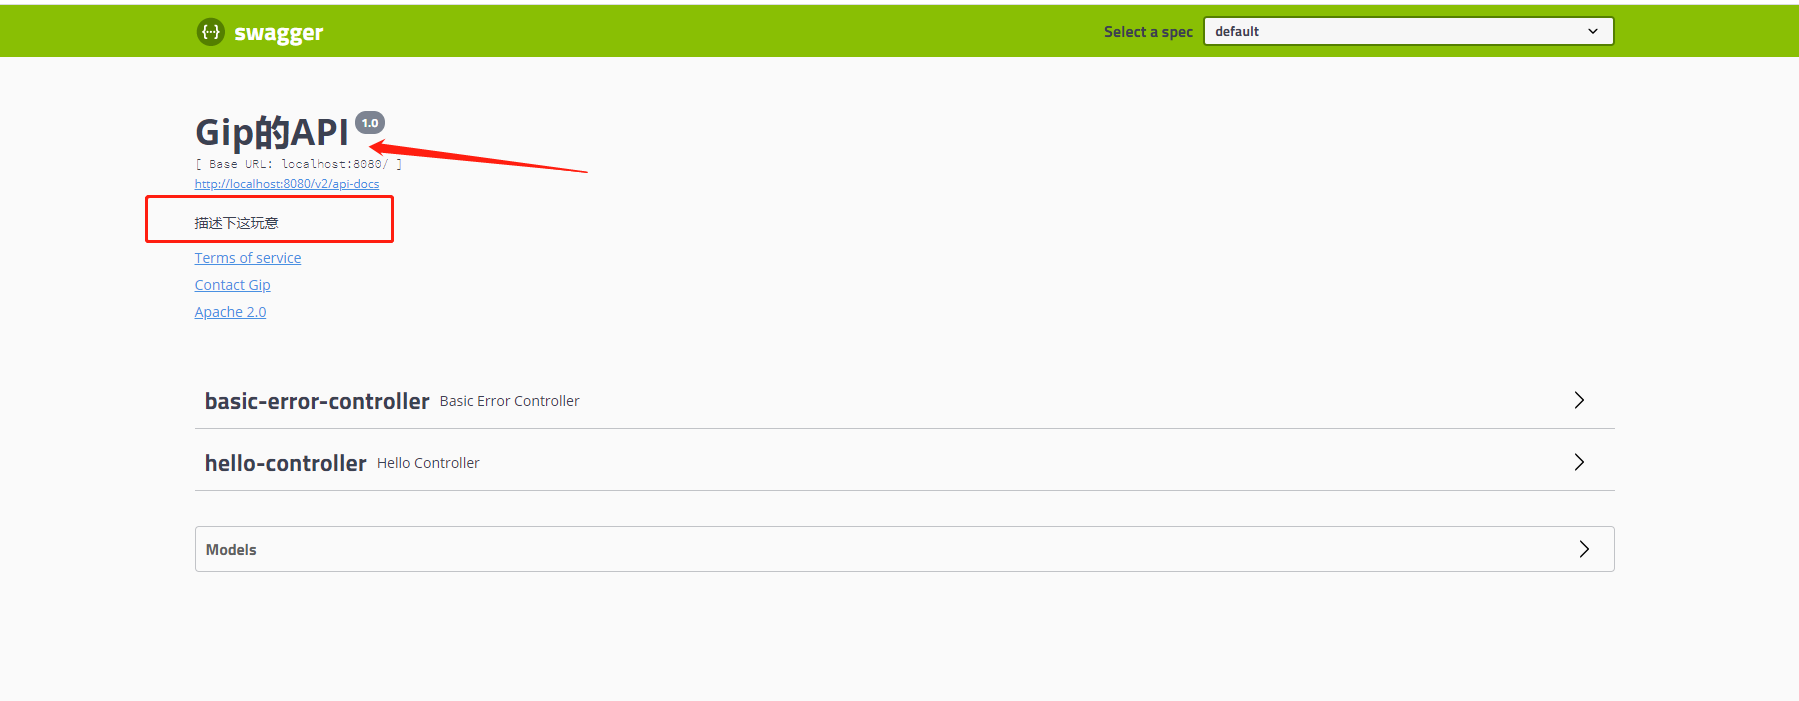 swagger
Select a spec
default
Gip的API 1.0
[ Base URL: localhost:8080/ ]
http://localhost:8080/v2/api-docs
描述下这玩意
Terms of service
Contact Gip
Apache 2.0
basic-error-controller Basic Error Controller
hello-controller Hello Controller
Models